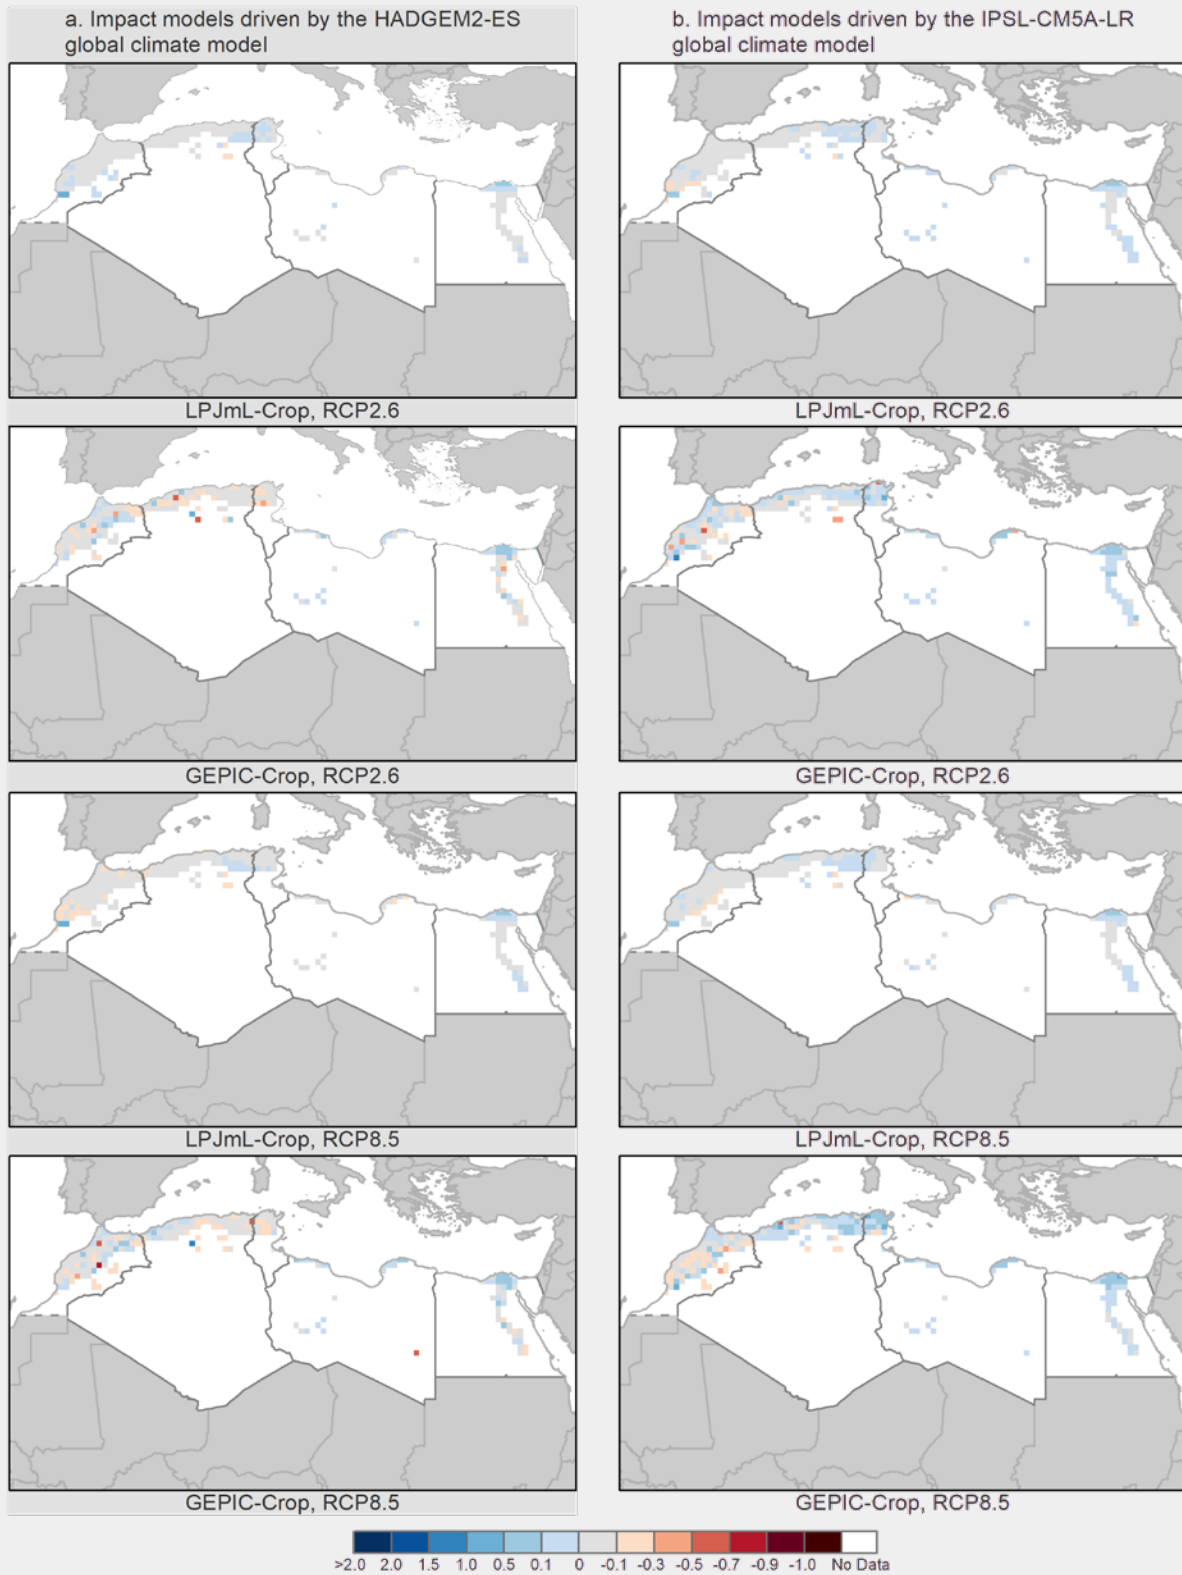 a. Impact models driven by the HADGEM2-ES
global climate model
b. Impact models driven by the IPSL-CM5A-LR
global climate model
LPJmL-Crop, RCP2.6
LPJmL-Crop, RCP2.6
GEPIC-Crop, RCP2.6
GEPIC-Crop, RCP2.6
LPJmL-Crop, RCP8.5
LPJmL-Crop, RCP8.5
GEPIC-Crop, RCP8.5
GEPIC-Crop, RCP8.5
>2.0 2.0 1.5 1.0 0.5 0.1 0 -0.1 -0.3 -0.5 -0.7 -0.9 -1.0 No Data